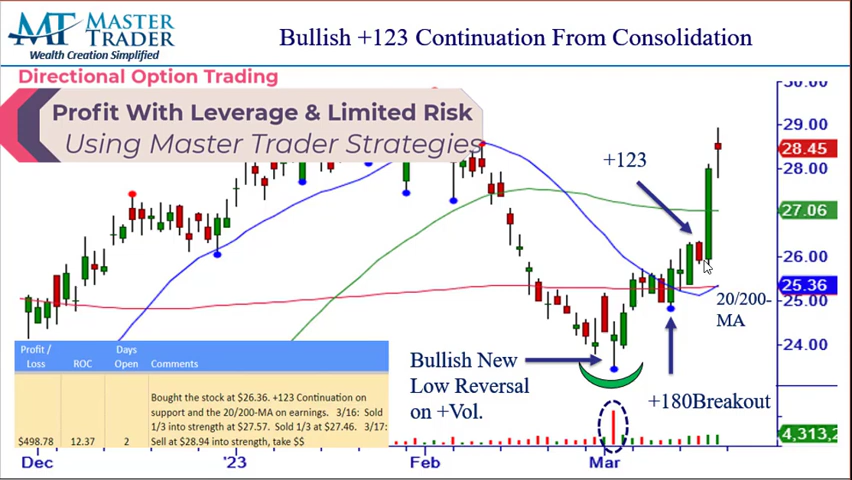 MT MASTER TRADER
Wealth Creation Simplified
Bullish +123 Continuation From Consolidation
Directional Option Trading
Profit With Leverage & Limited Risk
Using Master Trader Strategies
29.00
28.45
28.00
+123
27.06
26.00
25.36
25.00
20/200-
MA
24.00
Bullish New
Low Reversal
on +Vol.
+180Breakout
Profit /
Loss
ROC
Days
Open
Comments
Bought the stock at $26.36. +123 Continuation on
support and the 20/200-MA on earnings. 3/16: Sold
1/3 into strength at $27.57. Sold 1/3 at $27.46. 3/17:
$498.78 12.37 2 Sell at $28.94 into strength, take $$
4,313,2
Dec '23 Feb Mar